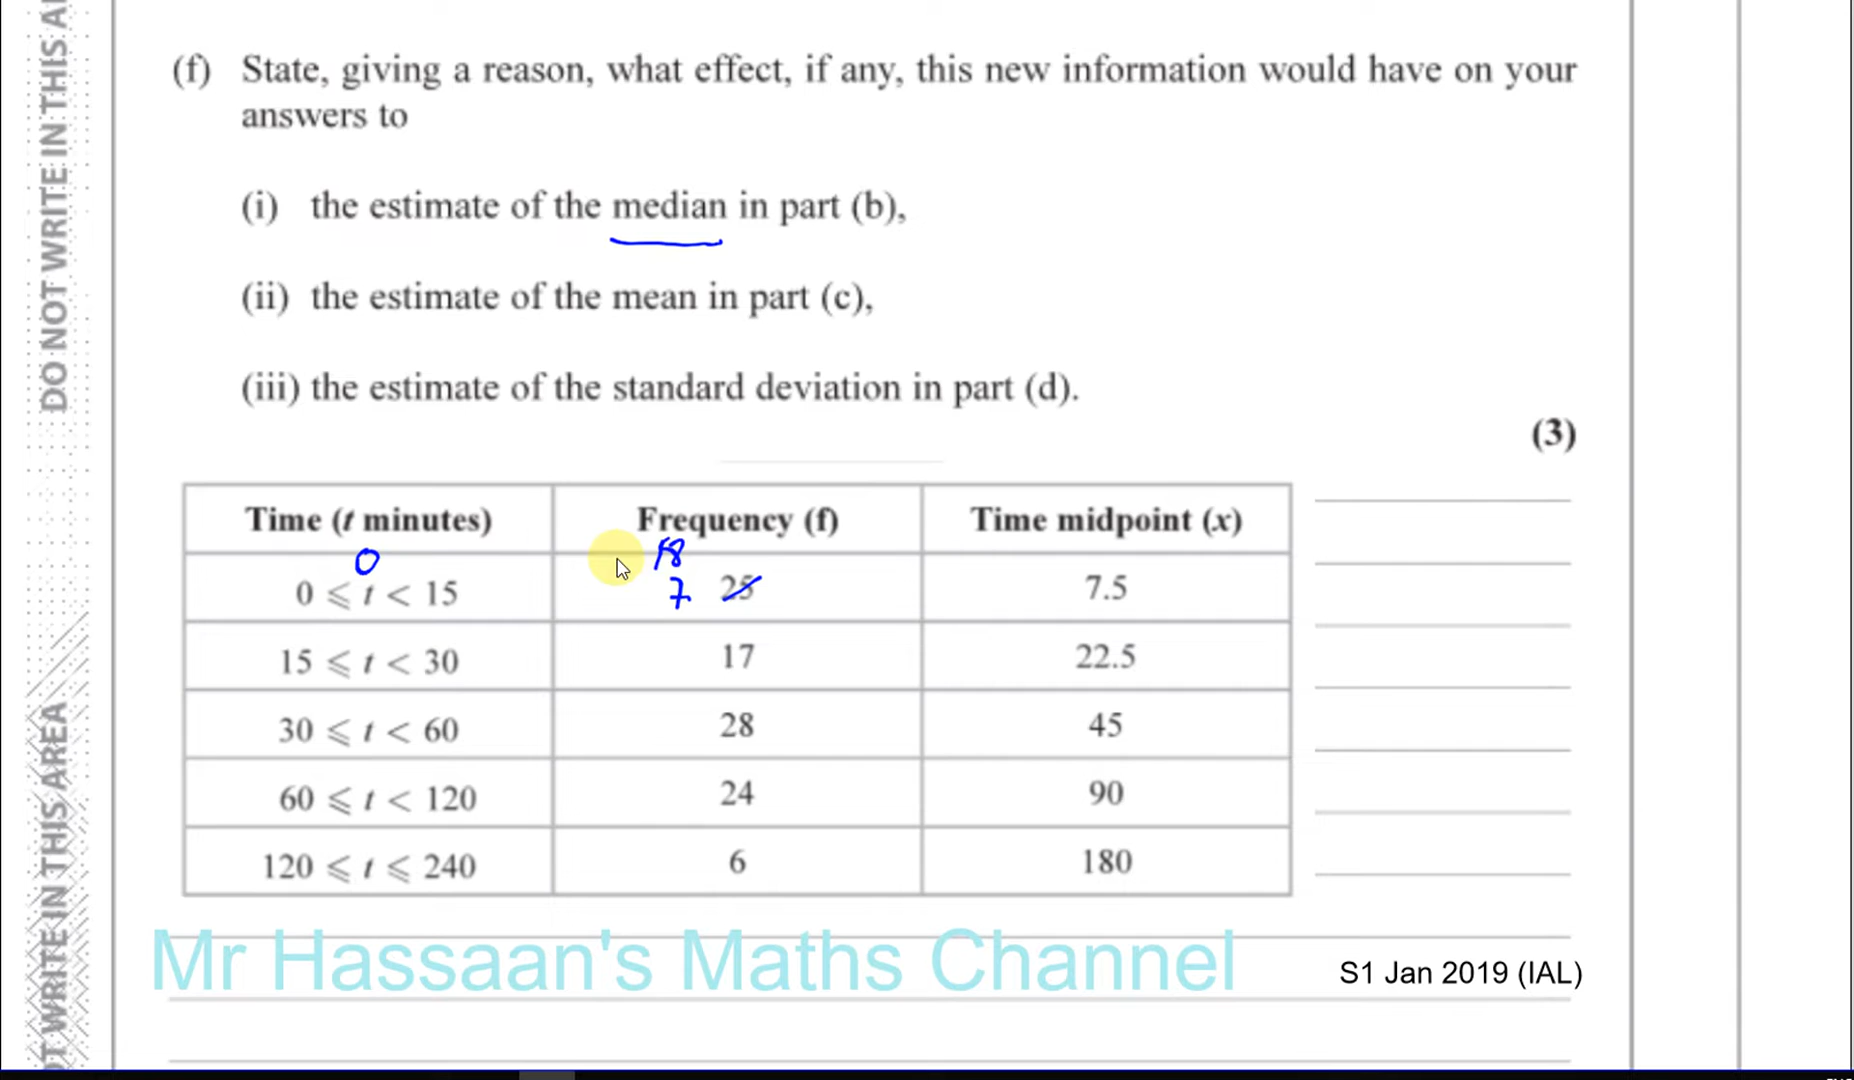 (f) State, giving a reason, what effect, if any, this new information would have on your
answers to
(i) the estimate of the median in part (b),
(ii) the estimate of the mean in part (c),
(iii) the estimate of the standard deviation in part (d).
(3)
Time (t minutes) Frequency (f) Time midpoint (x)
0 18
0 ⩽ t < 15 7 25 7.5
15 ⩽ t < 30 17 22.5
30 ⩽ t < 60 28 45
60 ⩽ t < 120 24 90
120 ⩽ t ⩽ 240 6 180
Mr Hassaan's Maths Channel
S1 Jan 2019 (IAL)
DO NOT WRITE IN THIS A
OT WRITE IN THIS AREA